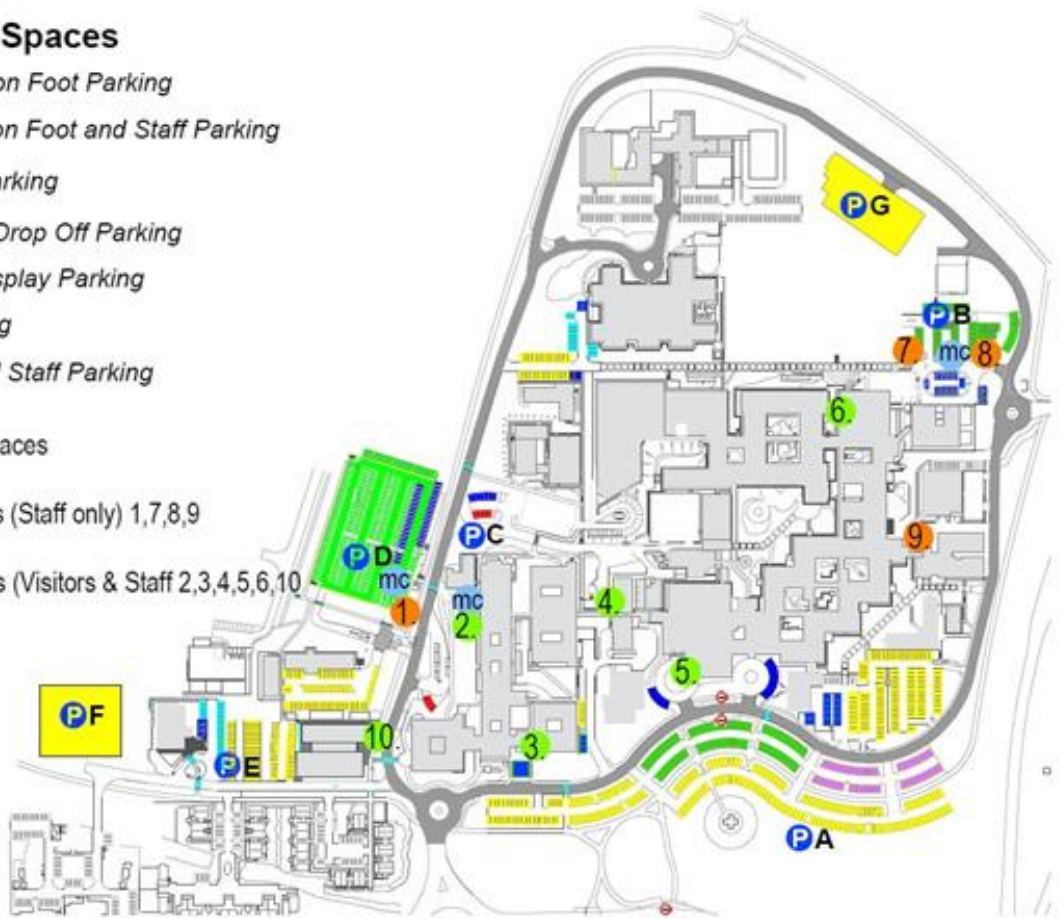 Spaces
on Foot Parking
on Foot and Staff Parking
arking
Drop Off Parking
splay Parking
g
l Staff Parking
aces
s (Staff only) 1,7,8,9
s (Visitors & Staff 2,3,4,5,6,10
P G
P B
7. mc 8
6.
P C
9.
P D
mc
1.
mc
2.
4.
5.
P F
10.
3.
P E
P A